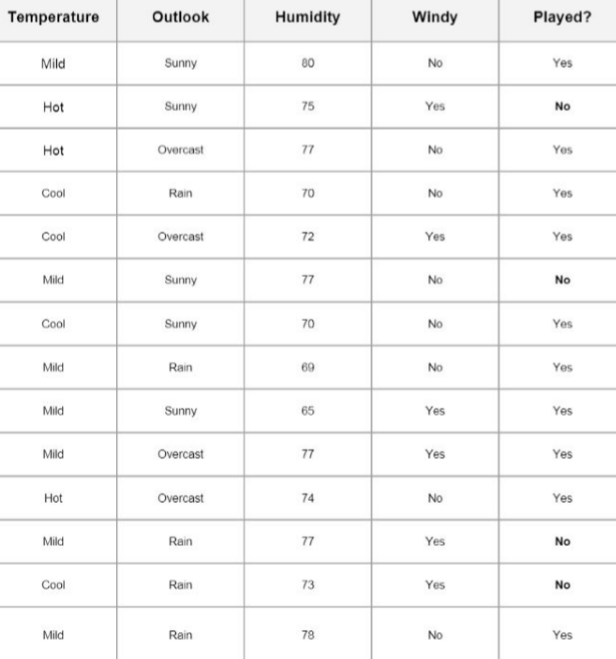 Temperature Outlook Humidity Windy Played?
Mild Sunny 80 No Yes
Hot Sunny 75 Yes No
Hot Overcast 77 No Yes
Cool Rain 70 No Yes
Cool Overcast 72 Yes Yes
Mild Sunny 77 No No
Cool Sunny 70 No Yes
Mild Rain 69 No Yes
Mild Sunny 65 Yes Yes
Mild Overcast 77 Yes Yes
Hot Overcast 74 No Yes
Mild Rain 77 Yes No
Cool Rain 73 Yes No
Mild Rain 78 No Yes